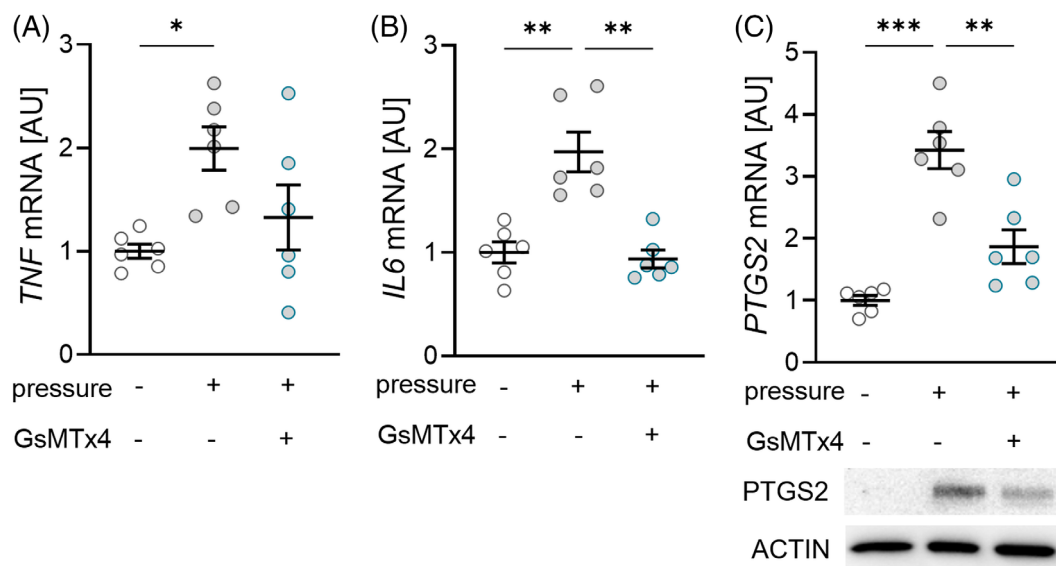 (A)
*
TNF mRNA [AU]
3
2
1
0
pressure - + +
GsMTx4 - - +
(B)
** **
IL6 mRNA [AU]
3
2
1
0
pressure - + +
GsMTx4 - - +
(C)
*** **
PTGS2 mRNA [AU]
5
4
3
2
1
0
pressure - + +
GsMTx4 - - +
PTGS2
ACTIN